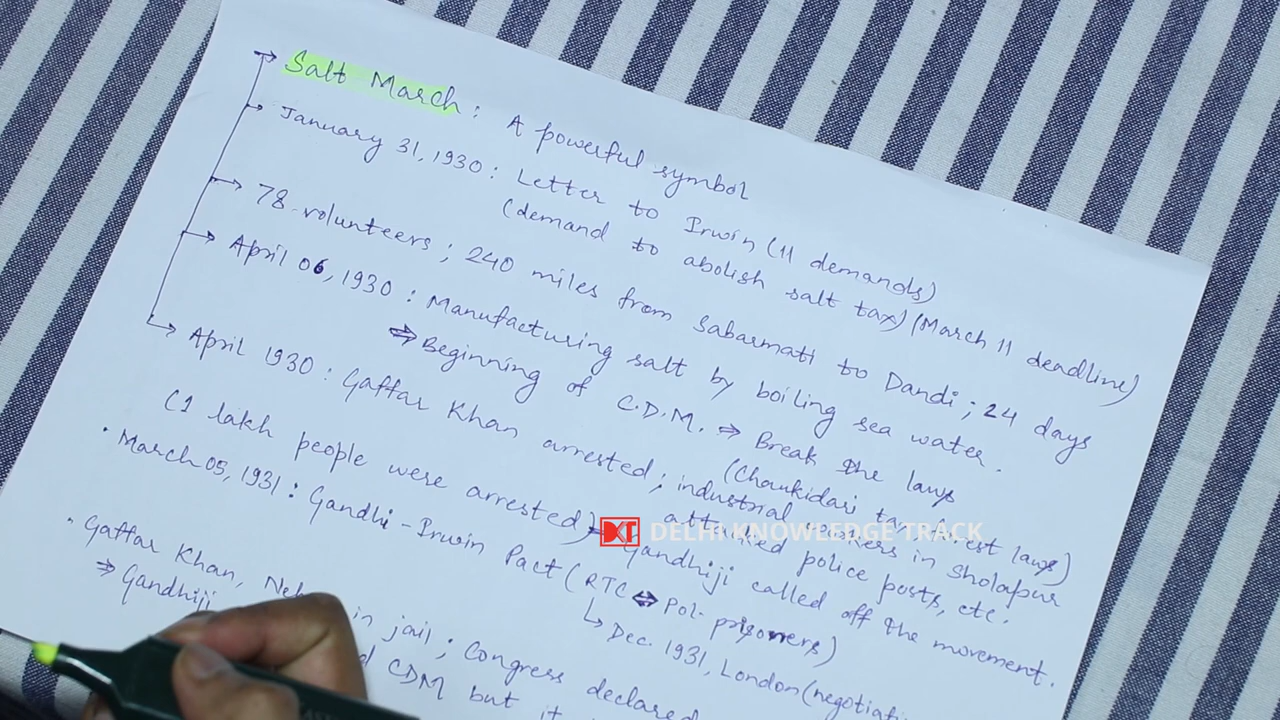 Salt March : A powerful symbol
January 31, 1930 : Letter to Irwin (11 demands)
(demand to abolish salt tax) (March 11 deadline)
78 volunteers ; 240 miles from Sabarmati to Dandi ; 24 days
April 06, 1930 : Manufacturing salt by boiling sea water.
⇒ Beginning of C.D.M. ⇒ Break the laws
(Chaukidari tax, forest laws)
April 1930 : Gaffar Khan arrested ; industrial workers in Sholapur
attacked police posts, etc.
(1 lakh people were arrested) → Gandhiji called off the movement.
• March 05, 1931 : Gandhi-Irwin Pact (RTC ⇔ Pol. prisoners)
↳ Dec. 1931, London (
• Gaffar Khan, in jail ; Congress declared
⇒ Gandhiji CDM but it
DELHI KNOWLEDGE TRACK